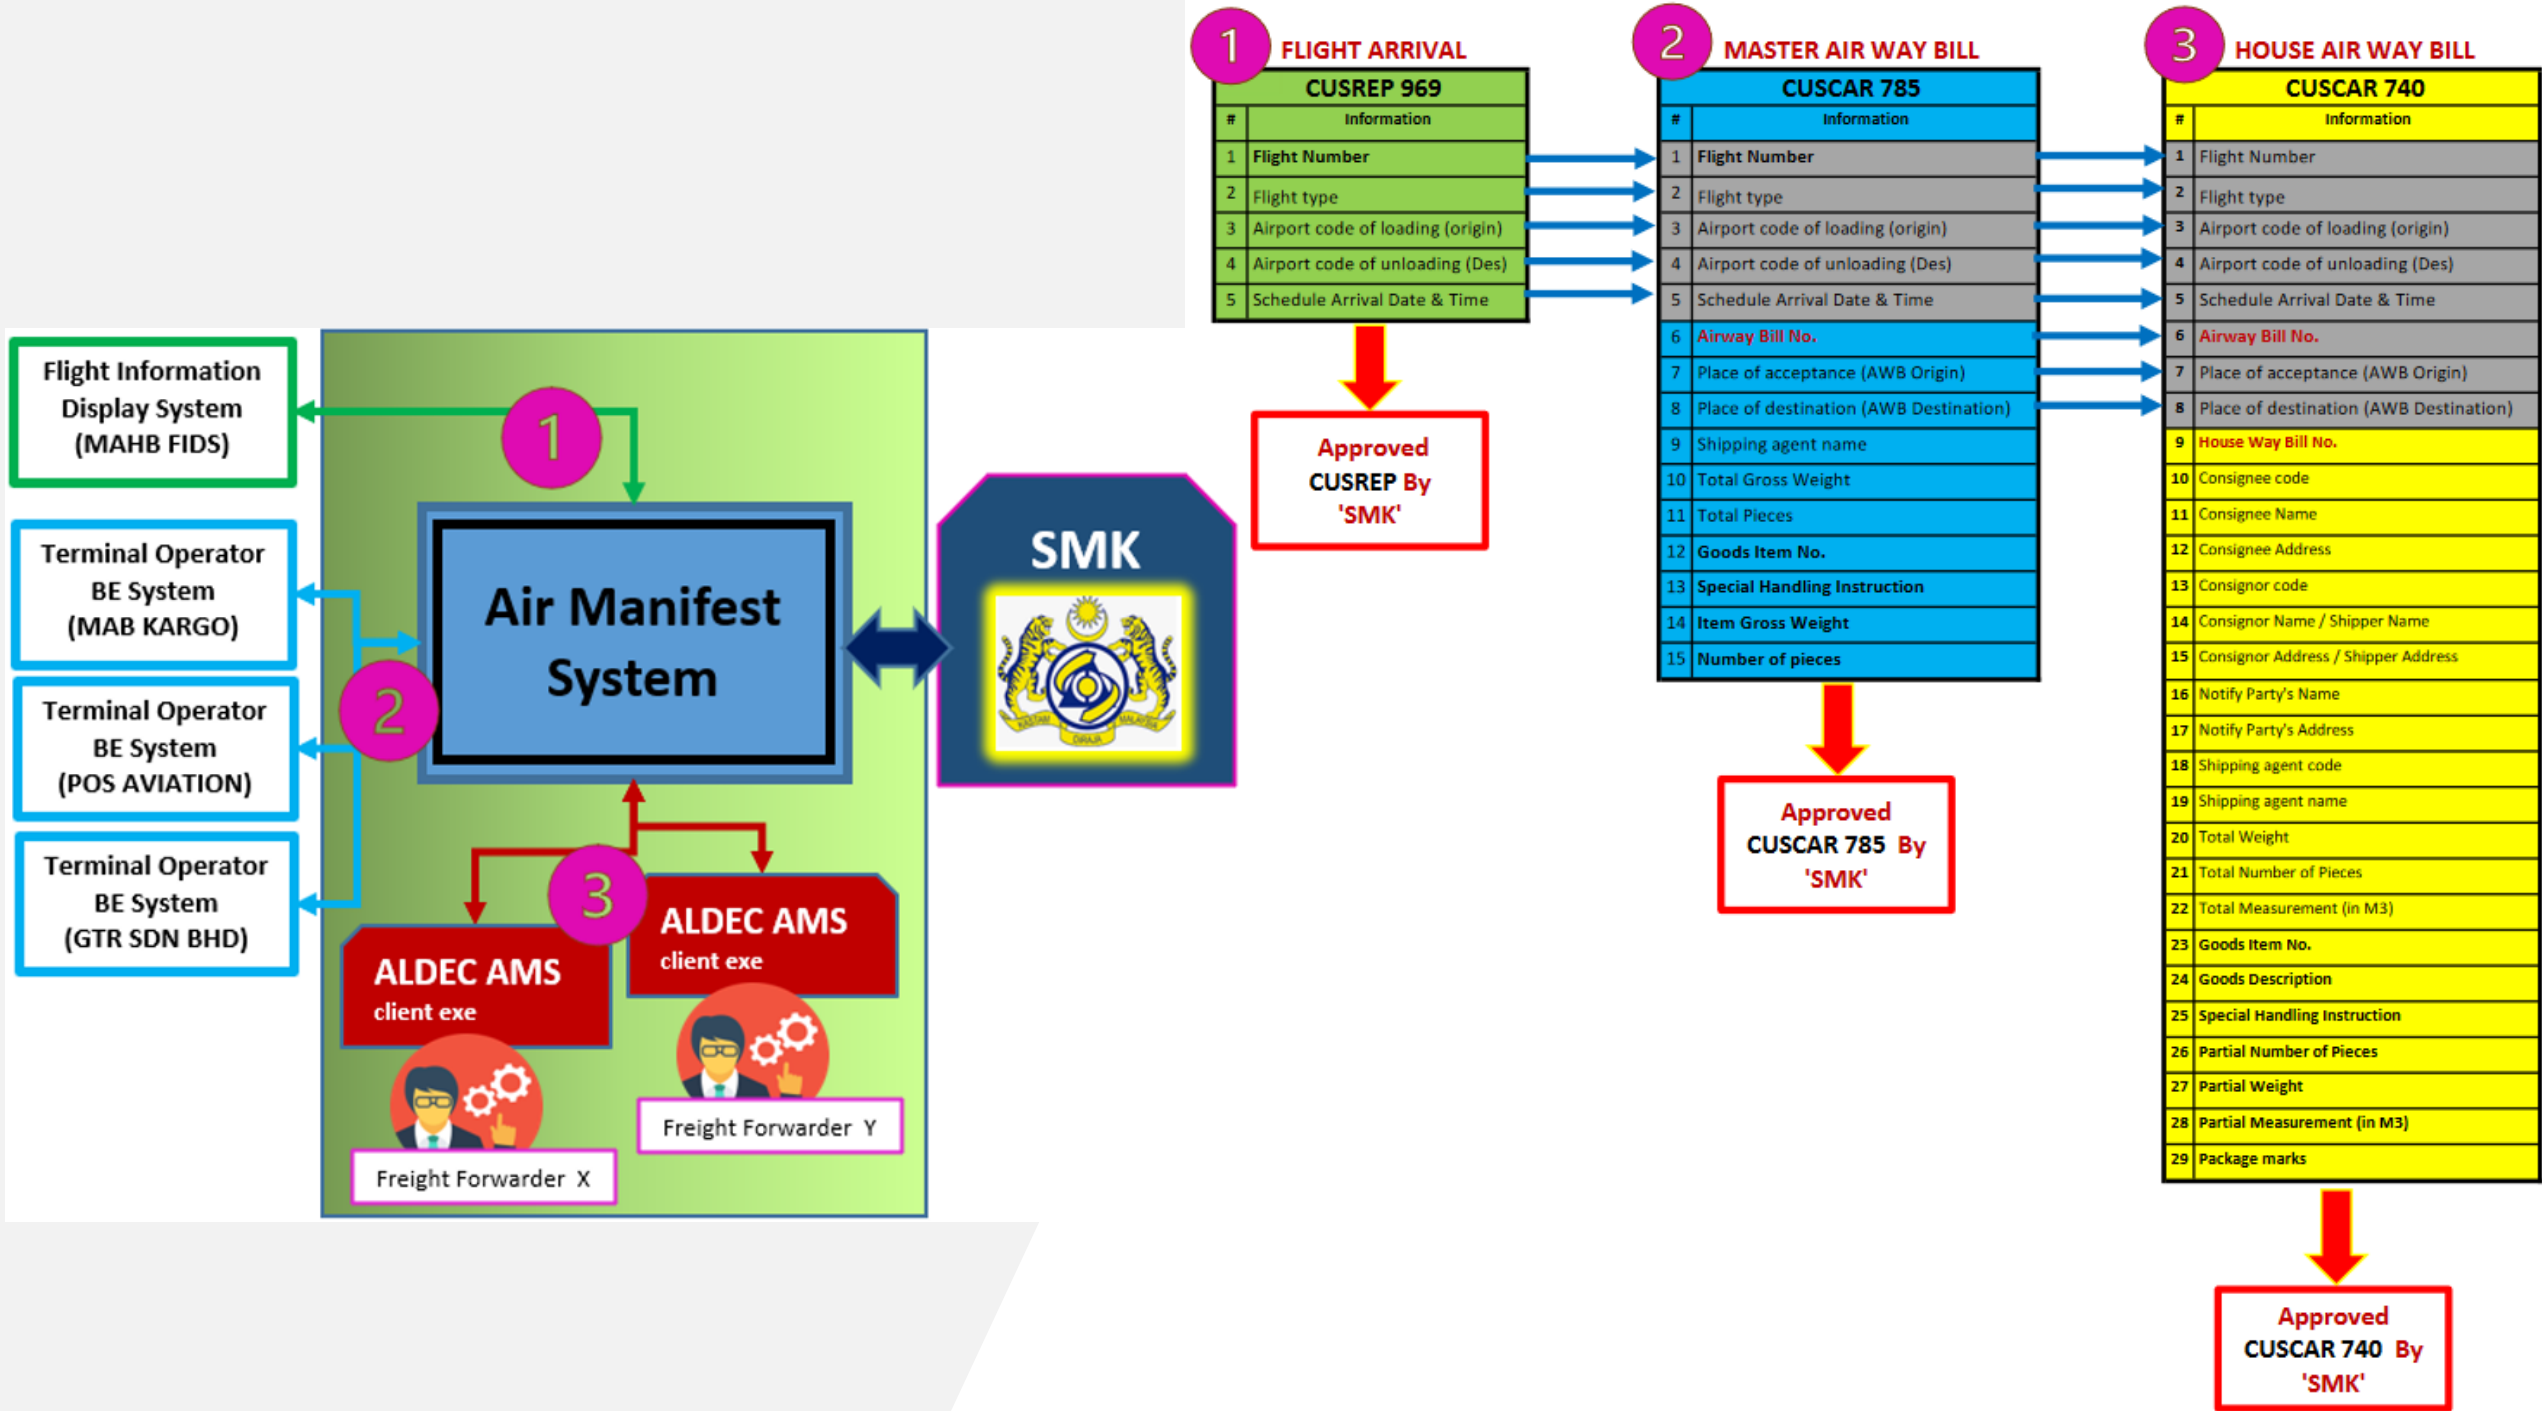 Flight Information
Display System
(MAHB FIDS)
Terminal Operator
BE System
(MAB KARGO)
Terminal Operator
BE System
(POS AVIATION)
Terminal Operator
BE System
(GTR SDN BHD)
1
2
3
Air Manifest
System
SMK
KASTAM
DIRAJA
MALAYSIA
ALDEC AMS
client exe
ALDEC AMS
client exe
Freight Forwarder X
Freight Forwarder Y
1 FLIGHT ARRIVAL
CUSREP 969
# Information
1 Flight Number
2 Flight type
3 Airport code of loading (origin)
4 Airport code of unloading (Des)
5 Schedule Arrival Date & Time
Approved
CUSREP By
'SMK'
2 MASTER AIR WAY BILL
CUSCAR 785
# Information
1 Flight Number
2 Flight type
3 Airport code of loading (origin)
4 Airport code of unloading (Des)
5 Schedule Arrival Date & Time
6 Airway Bill No.
7 Place of acceptance (AWB Origin)
8 Place of destination (AWB Destination)
9 Shipping agent name
10 Total Gross Weight
11 Total Pieces
12 Goods Item No.
13 Special Handling Instruction
14 Item Gross Weight
15 Number of pieces
Approved
CUSCAR 785 By
'SMK'
3 HOUSE AIR WAY BILL
CUSCAR 740
# Information
1 Flight Number
2 Flight type
3 Airport code of loading (origin)
4 Airport code of unloading (Des)
5 Schedule Arrival Date & Time
6 Airway Bill No.
7 Place of acceptance (AWB Origin)
8 Place of destination (AWB Destination)
9 House Way Bill No.
10 Consignee code
11 Consignee Name
12 Consignee Address
13 Consignor code
14 Consignor Name / Shipper Name
15 Consignor Address / Shipper Address
16 Notify Party's Name
17 Notify Party's Address
18 Shipping agent code
19 Shipping agent name
20 Total Weight
21 Total Number of Pieces
22 Total Measurement (in M3)
23 Goods Item No.
24 Goods Description
25 Special Handling Instruction
26 Partial Number of Pieces
27 Partial Weight
28 Partial Measurement (in M3)
29 Package marks
Approved
CUSCAR 740 By
'SMK'